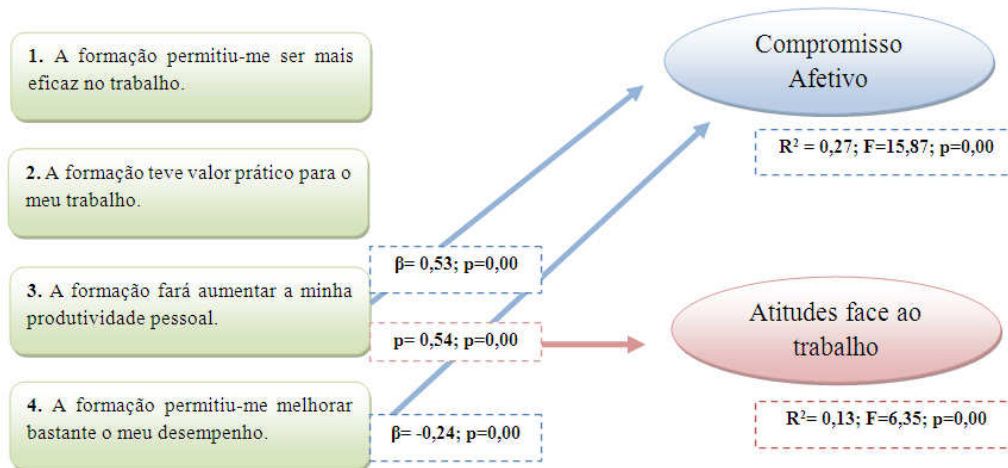 1. A formação permitiu-me ser mais
eficaz no trabalho.
2. A formação teve valor prático para o
meu trabalho.
3. A formação fará aumentar a minha
produtividade pessoal.
4. A formação permitiu-me melhorar
bastante o meu desempenho.
β= 0,53; p=0,00
p= 0,54; p=0,00
β= -0,24; p=0,00
Compromisso
Afetivo
R² = 0,27; F=15,87; p=0,00
Atitudes face ao
trabalho
R²= 0,13; F=6,35; p=0,00